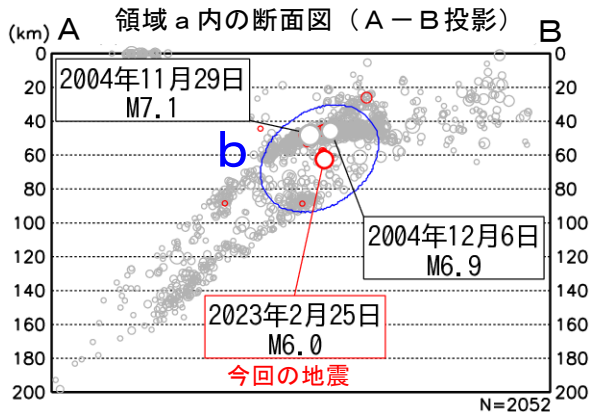 領域a内の断面図（A－B投影）
(km) A B
0 0
20 20
40 40
60 60
80 80
100 100
120 120
140 140
160 160
180 180
200 200
2004年11月29日
M7.1
b
2004年12月6日
M6.9
2023年2月25日
M6.0
今回の地震
N=2052